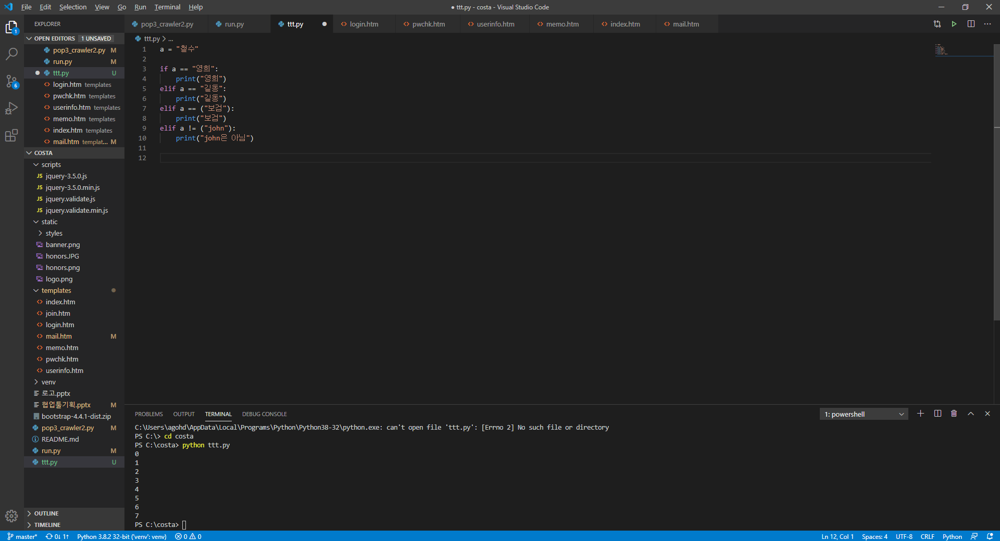 File Edit Selection View Go Run Terminal Help
● ttt.py - costa - Visual Studio Code
EXPLORER
OPEN EDITORS 1 UNSAVED
pop3_crawler2.py M
run.py M
ttt.py U
login.htm templates
pwchk.htm templates
userinfo.htm templates
memo.htm templates
index.htm templates
mail.htm templat... M
COSTA
scripts
JS jquery-3.5.0.js
JS jquery-3.5.0.min.js
JS jquery.validate.js
JS jquery.validate.min.js
static
styles
banner.png
honors.JPG
honors.png
logo.png
templates
index.htm
join.htm
login.htm
mail.htm M
memo.htm
pwchk.htm
userinfo.htm
venv
로고.pptx
협업툴기획.pptx M
bootstrap-4.4.1-dist.zip
pop3_crawler2.py M
README.md
run.py M
ttt.py U
OUTLINE
TIMELINE
1
6
pop3_crawler2.py run.py ttt.py login.htm pwchk.htm userinfo.htm memo.htm index.htm mail.htm
ttt.py > ...
1 a = "철수"
2
3 if a == "영희":
4 print("영희")
5 elif a == "길동":
6 print("길동")
7 elif a == ("보검"):
8 print("보검")
9 elif a != ("john"):
10 print("john은 아님")
11
12
PROBLEMS OUTPUT TERMINAL DEBUG CONSOLE
1: powershell
C:\Users\agohd\AppData\Local\Programs\Python\Python38-32\python.exe: can't open file 'ttt.py': [Errno 2] No such file or directory
PS C:\> cd costa
PS C:\costa> python ttt.py
0
1
2
3
4
5
6
7
PS C:\costa>
master* 0↓ 1↑ Python 3.8.2 32-bit ('venv': venv) 0 0
Ln 12, Col 1 Spaces: 4 UTF-8 CRLF Python